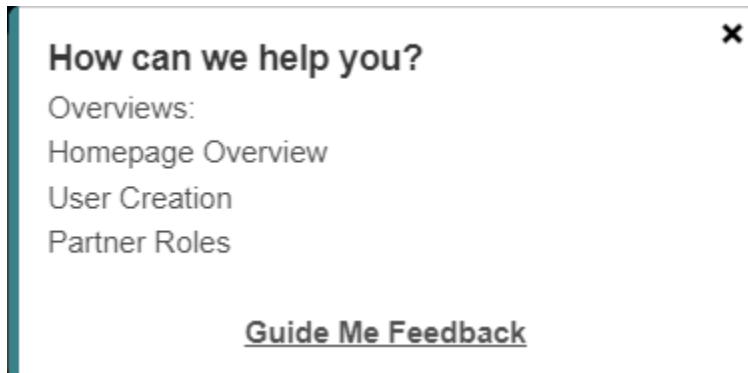 How can we help you?
Overviews:
Homepage Overview
User Creation
Partner Roles
Guide Me Feedback